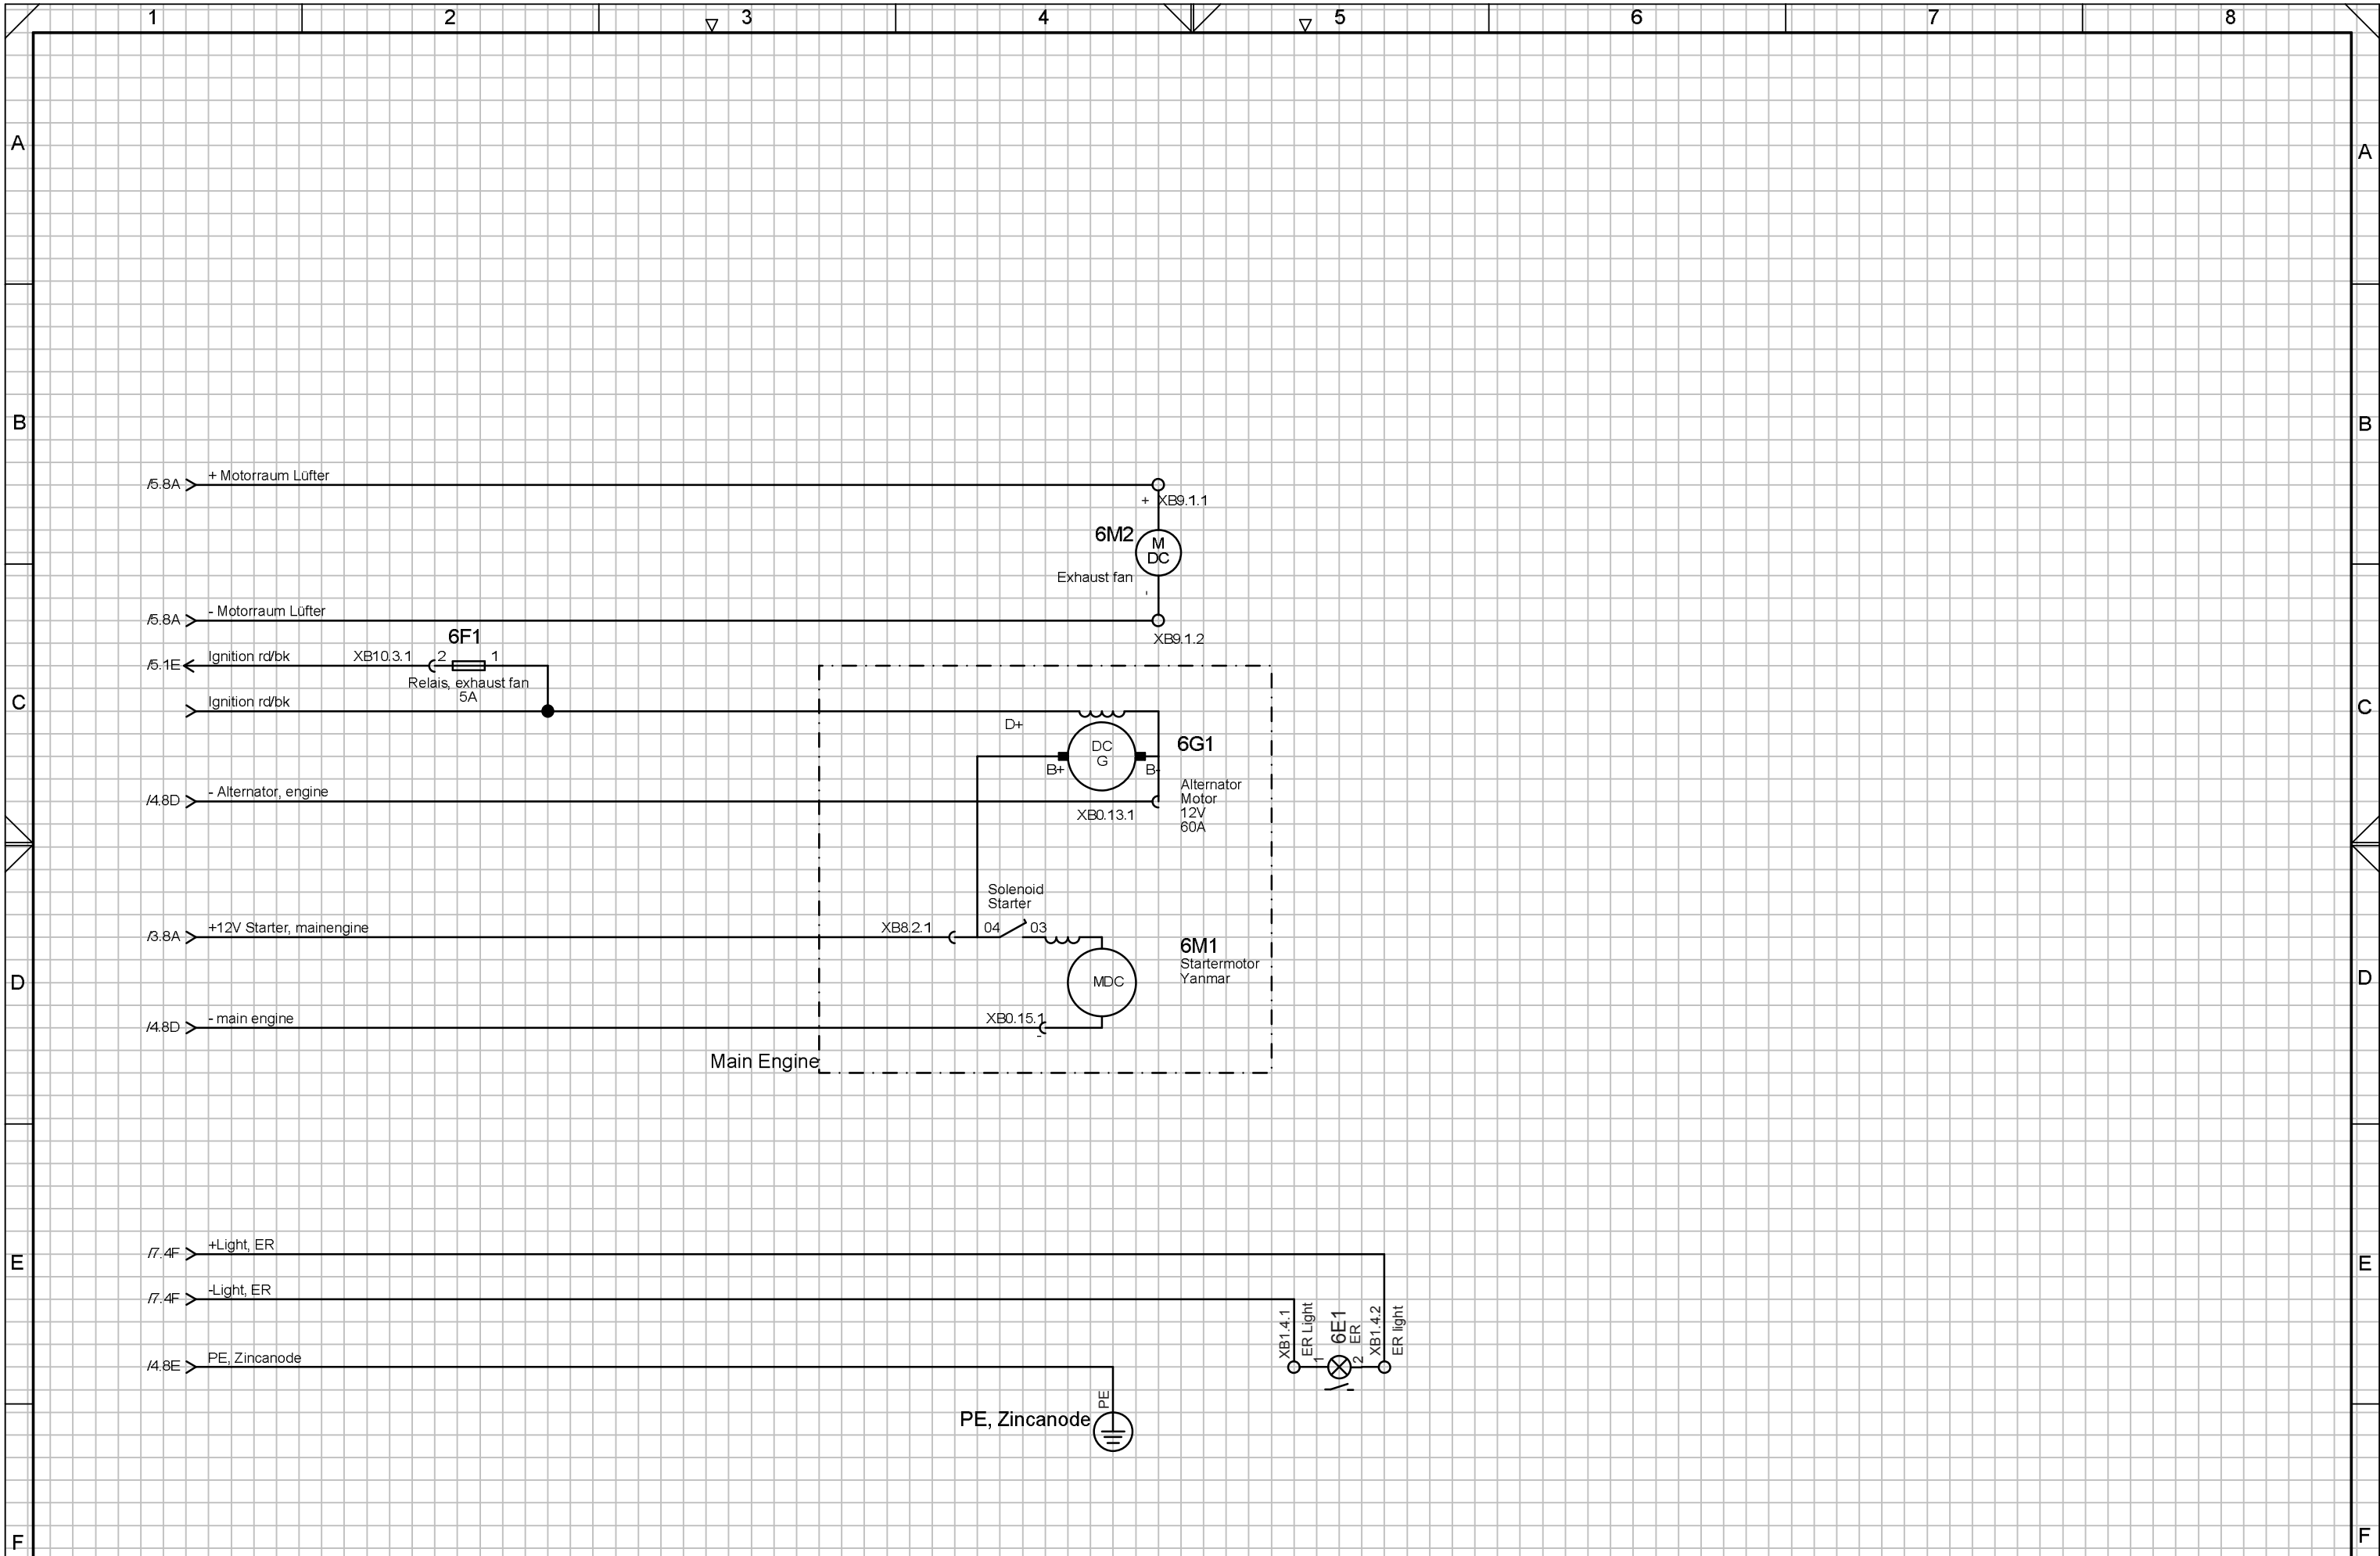 1 2 3 4 5 6 7 8
A A
B B
/5.8A + Motorraum Lüfter
+ XB9.1.1
6M2
M
DC
Exhaust fan
-
/5.8A - Motorraum Lüfter
XB9.1.2
6F1
/5.1E Ignition rd/bk XB10.3.1 2 1
Relais, exhaust fan
5A
C C
Ignition rd/bk
D+
DC
G
6G1
B+ B-
Alternator
Motor
12V
60A
/4.8D - Alternator, engine
XB0.13.1
Solenoid
Starter
/3.8A +12V Starter, mainengine XB8.2.1 04 03
6M1
Startermotor
Yanmar
MDC
D D
/4.8D - main engine XB0.15.1
-
Main Engine
/7.4F +Light, ER
E E
/7.4F -Light, ER
XB1.4.1
ER Light
1
6E1
ER
2
XB1.4.2
ER light
/4.8E PE, Zincanode
PE
PE, Zincanode
F F